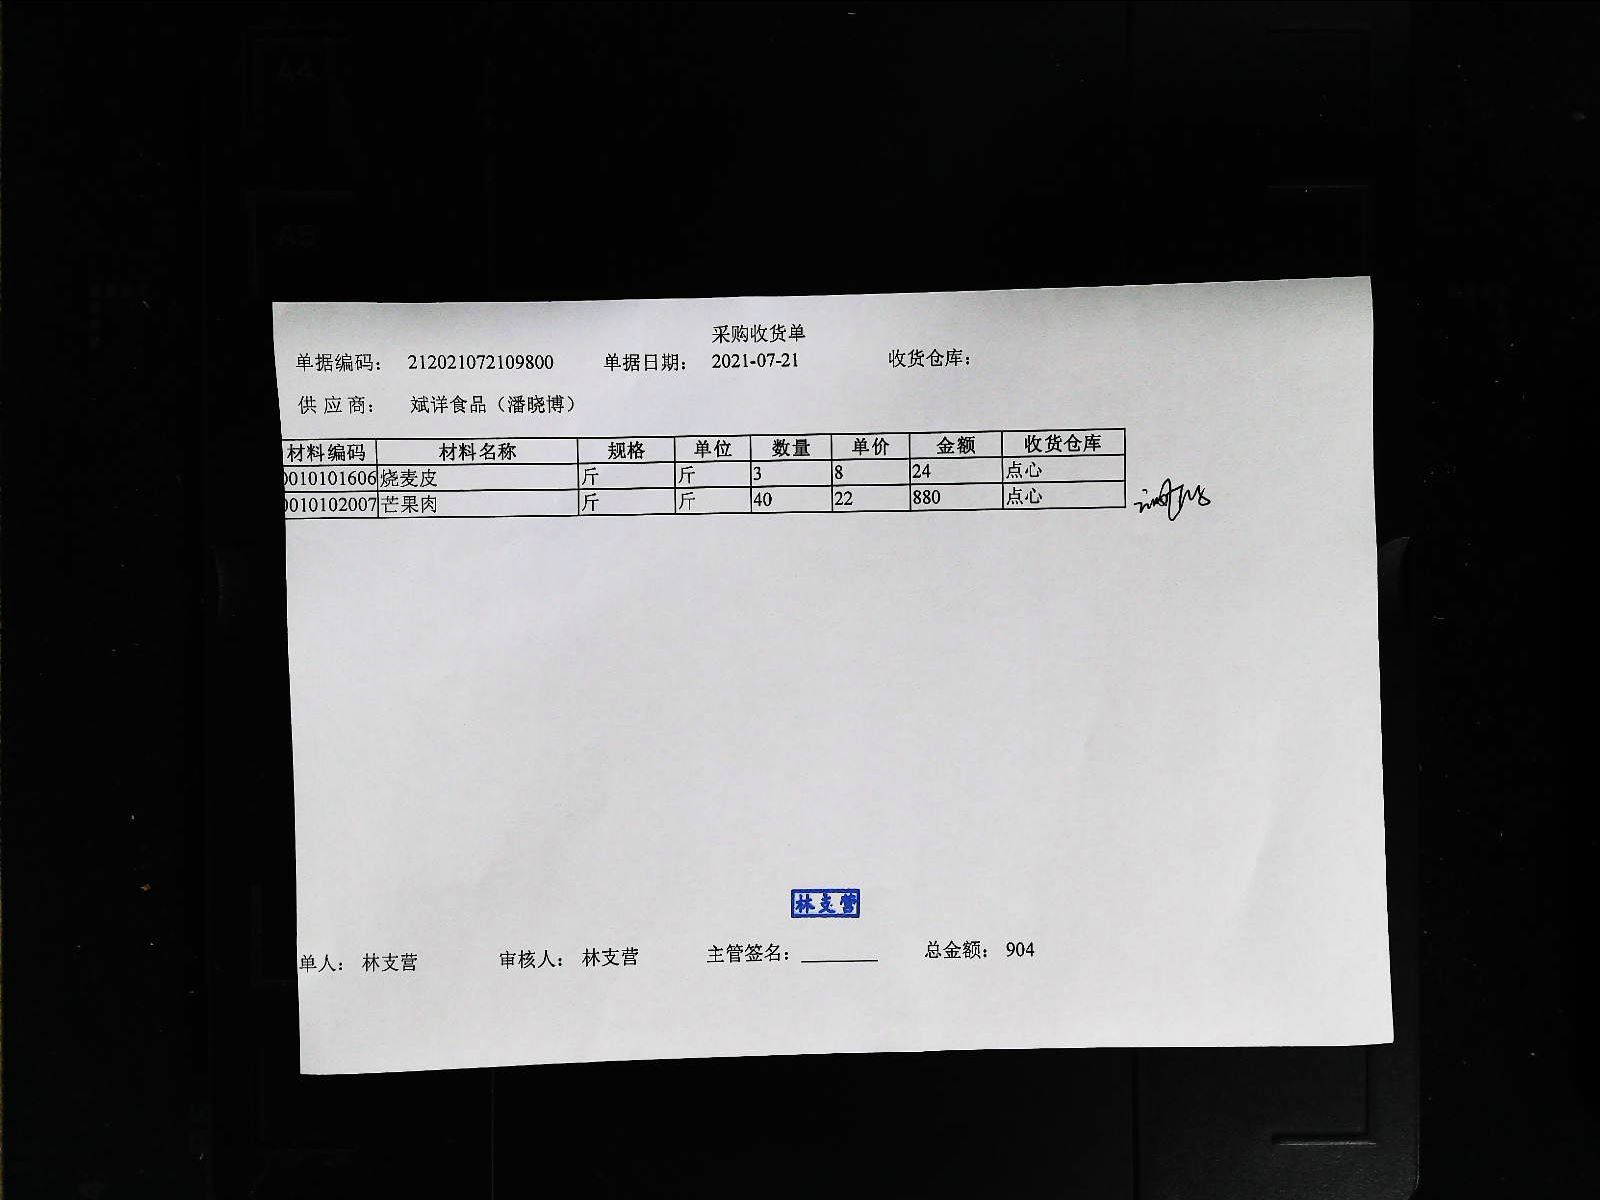 采购收货单
单据编码： 212021072109800 单据日期： 2021-07-21 收货仓库：
供应商： 斌详食品（潘晓博）
材料编码 材料名称 规格 单位 数量 单价 金额 收货仓库
0010101606 烧麦皮 斤 斤 3 8 24 点心
0010102007 芒果肉 斤 斤 40 22 880 点心
林支营
单人： 林支营 审核人： 林支营 主管签名： 总金额： 904